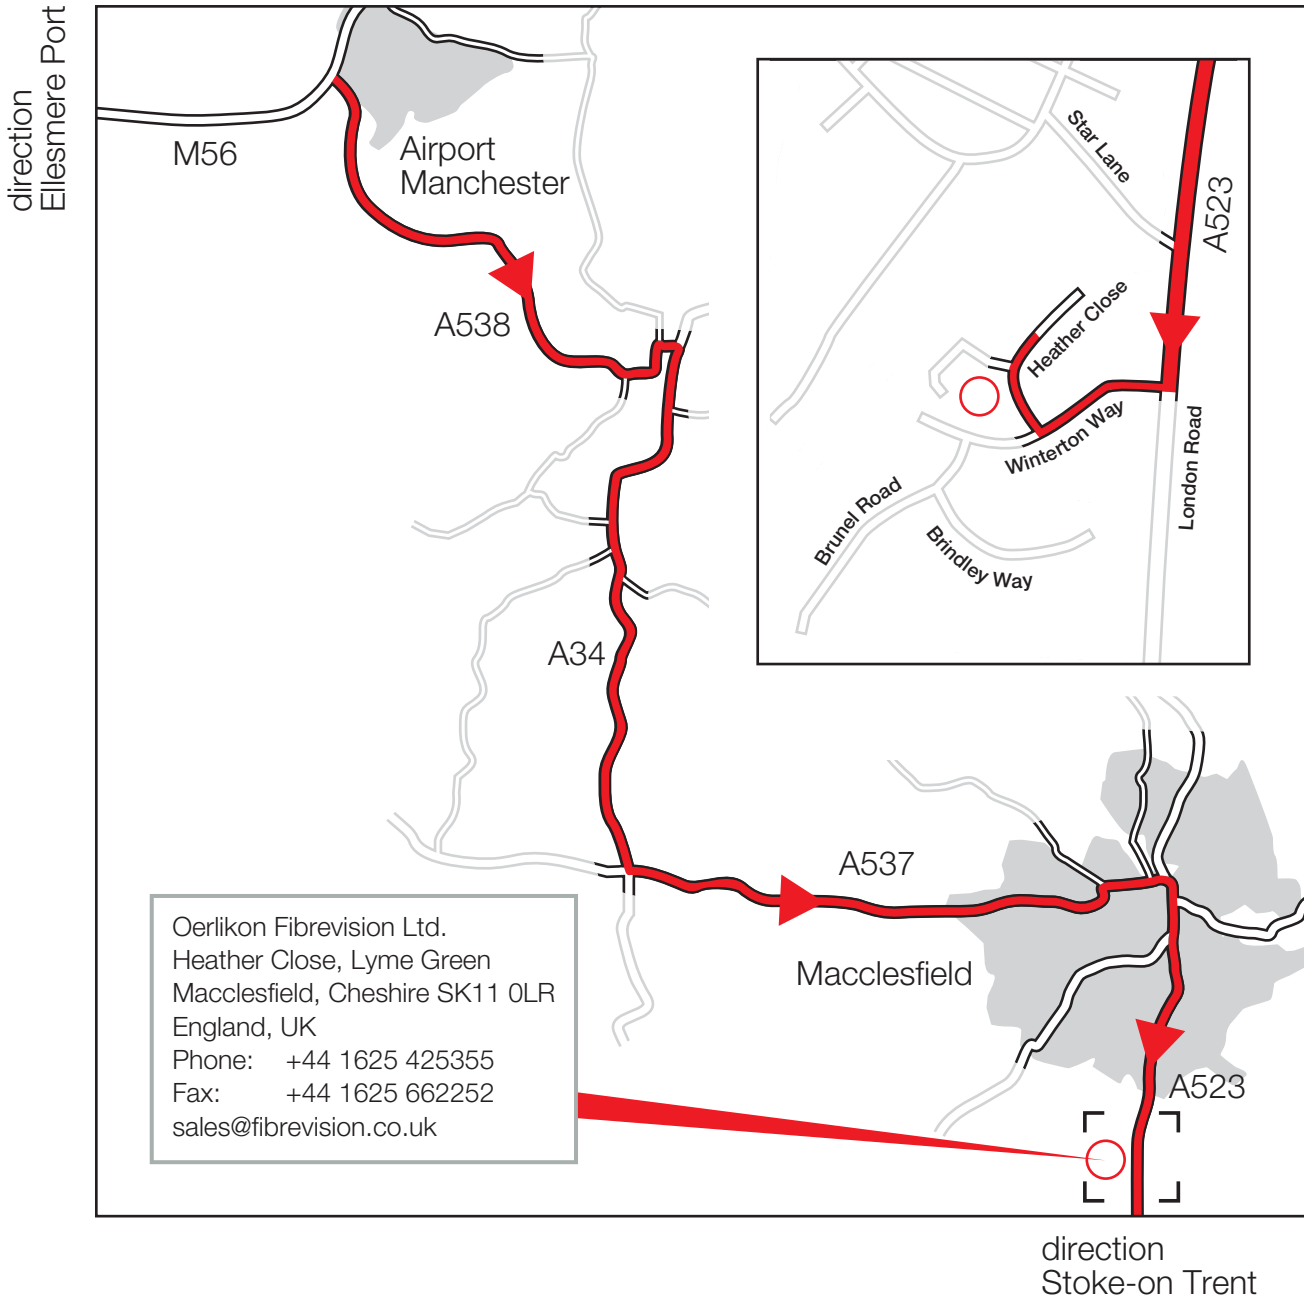 direction
Ellesmere Port
M56
Airport
Manchester
A538
A34
A537
Macclesfield
A523
Star Lane
A523
Heather Close
Winterton Way
London Road
Brunel Road
Brindley Way
Oerlikon Fibrevision Ltd.
Heather Close, Lyme Green
Macclesfield, Cheshire SK11 0LR
England, UK
Phone: +44 1625 425355
Fax: +44 1625 662252
sales@fibrevision.co.uk
direction
Stoke-on Trent